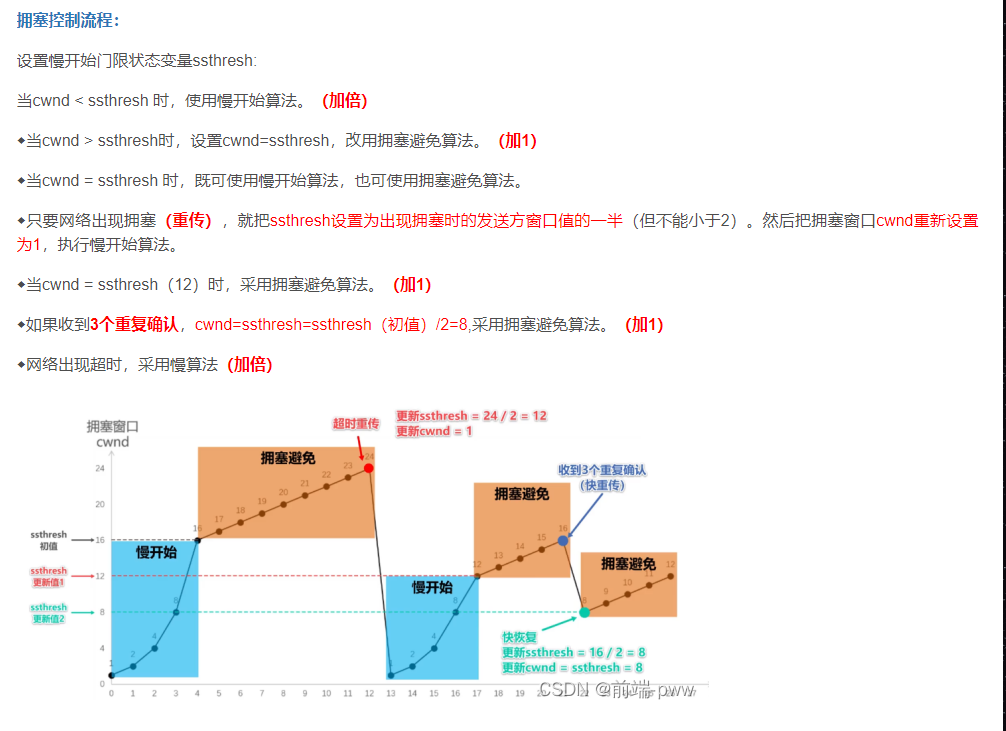 拥塞控制流程：
设置慢开始门限状态变量ssthresh:
当cwnd < ssthresh 时，使用慢开始算法。（加倍）
◆当cwnd > ssthresh时，设置cwnd=ssthresh，改用拥塞避免算法。（加1）
◆当cwnd = ssthresh 时，既可使用慢开始算法，也可使用拥塞避免算法。
◆只要网络出现拥塞（重传），就把ssthresh设置为出现拥塞时的发送方窗口值的一半（但不能小于2）。然后把拥塞窗口cwnd重新设置
为1，执行慢开始算法。
◆当cwnd = ssthresh（12）时，采用拥塞避免算法。（加1）
◆如果收到3个重复确认，cwnd=ssthresh=ssthresh（初值）/2=8,采用拥塞避免算法。（加1）
◆网络出现超时，采用慢算法（加倍）
拥塞窗口
cwnd
超时重传
更新ssthresh = 24 / 2 = 12
更新cwnd = 1
拥塞避免
24
24
23
22
21
20
19
18
17
16
收到3个重复确认
（快重传）
拥塞避免
16
15
14
13
12
20
ssthresh
初值
16
慢开始
1
2
4
8
ssthresh
更新值1
12
慢开始
1
2
4
8
拥塞避免
8
9
10
11
12
ssthresh
更新值2
8
4
0
快恢复
更新ssthresh = 16 / 2 = 8
更新cwnd = ssthresh = 8
0 1 2 3 4 5 6 7 8 9 10 11 12 13 14 15 16 17 18 19
CSDN @前端-pww